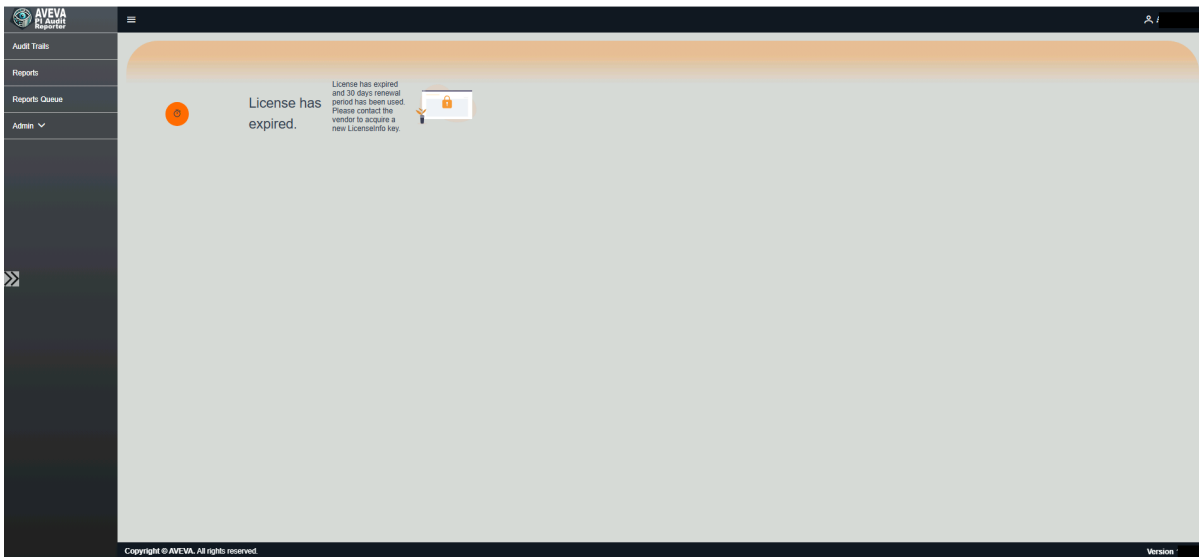 AVEVA
PI Audit
Reporter
Audit Trails
Reports
Reports Queue
Admin
License has
expired.
License has expired
and 30 days renewal
period has been used.
Please contact the
vendor to acquire a
new LicenseInfo key.
Copyright © AVEVA. All rights reserved.
Version